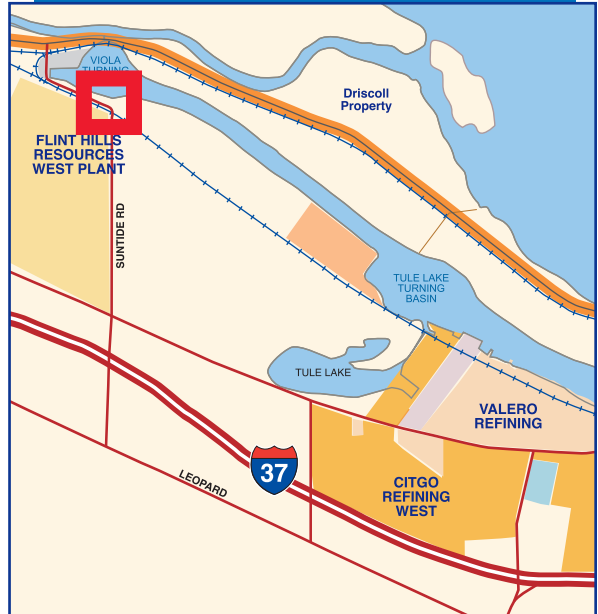 VIOLA
TURNING
Driscoll
Property
FLINT HILLS
RESOURCES
WEST PLANT
SUNTIDE RD
TULE LAKE
TURNING
BASIN
TULE LAKE
VALERO
REFINING
37
CITGO
REFINING
WEST
LEOPARD